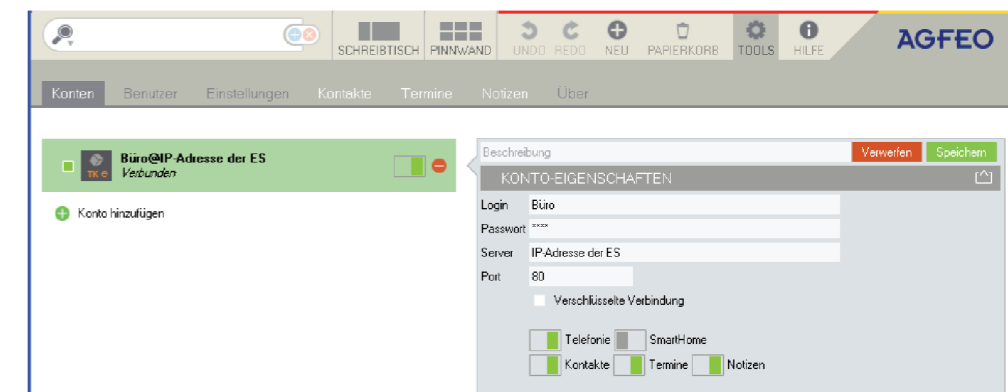 SCHREIBTISCH PINNWAND UNDO REDO NEU PAPIERKORB TOOLS HILFE AGFEO
Konten Benutzer Einstellungen Kontakte Termine Notizen Über
Büro@IP-Adresse der ES
Verbunden
TK e
Konto hinzufügen
Beschreibung Verwerfen Speichern
KONTO-EIGENSCHAFTEN
Login Büro
Passwort ****
Server IP-Adresse der ES
Port 80
Verschlüsselte Verbindung
Telefonie SmartHome
Kontakte Termine Notizen